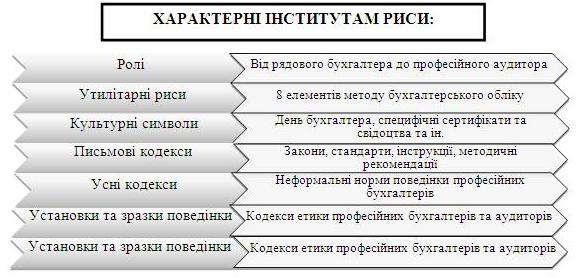 ХАРАКТЕРНІ ІНСТИТУТАМ РИСИ:
Ролі
Від рядового бухгалтера до професійного аудитора
Утилітарні риси
8 елементів методу бухгалтерського обліку
Культурні символи
День бухгалтера, специфічні сертифікати та
свідоцтва та ін.
Письмові кодекси
Закони, стандарти, інструкції, методичні
рекомендації
Усні кодекси
Неформальні норми поведінки професійних
бухгалтерів
Установки та зразки поведінки
Кодекси етики професійних бухгалтерів та аудиторів
Установки та зразки поведінки
Кодекси етики професійних бухгалтерів та аудиторів